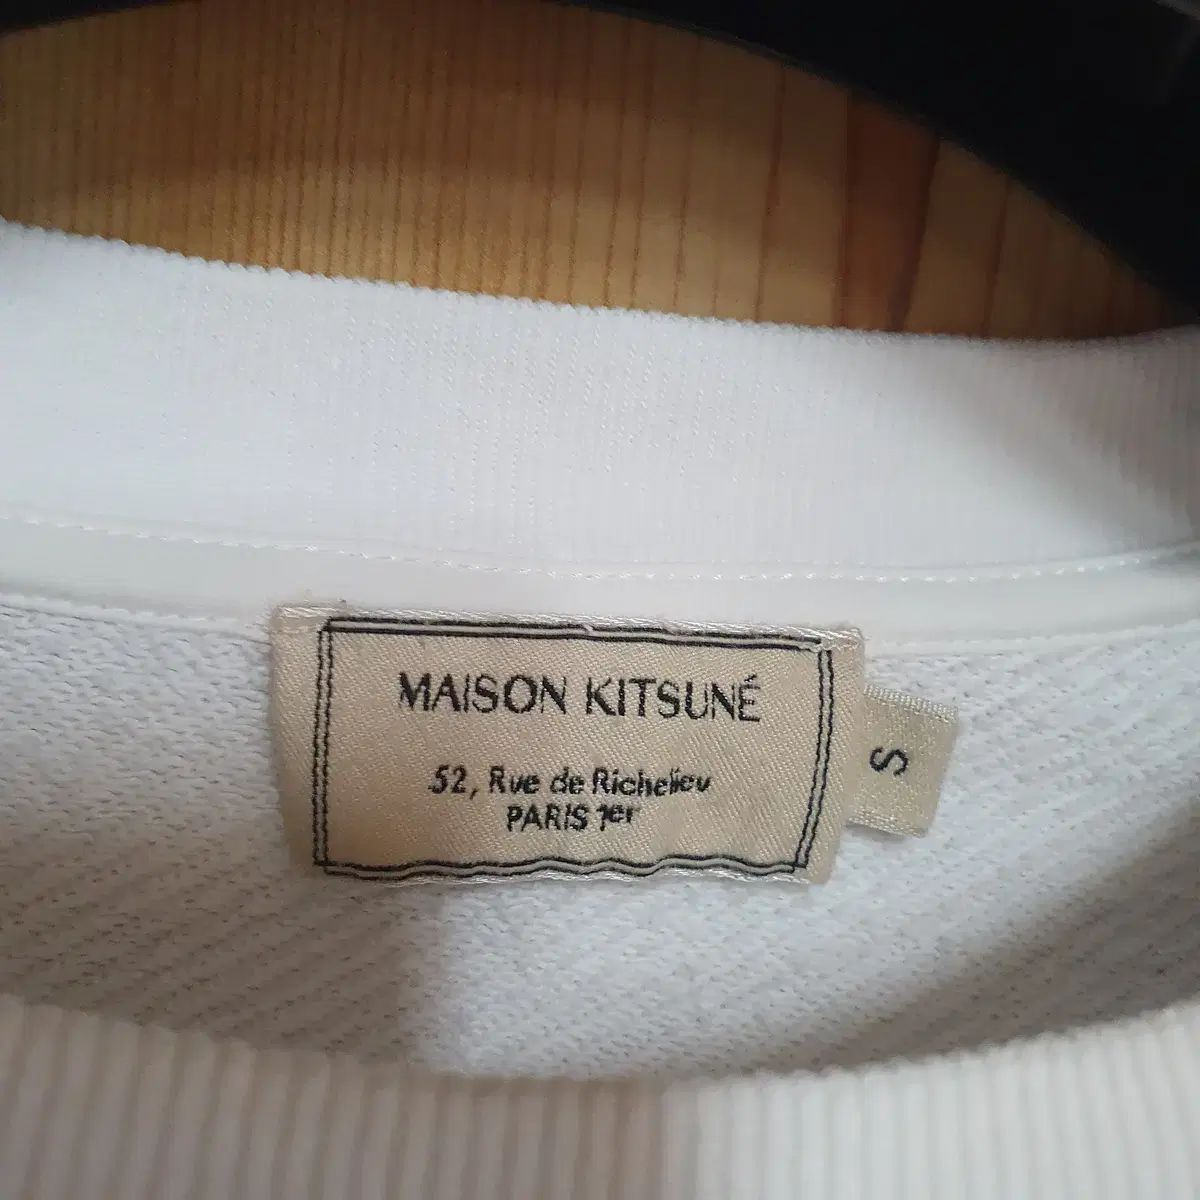 MAISON KITSUNÉ
52, Rue de Richelieu
PARIS 1er
S